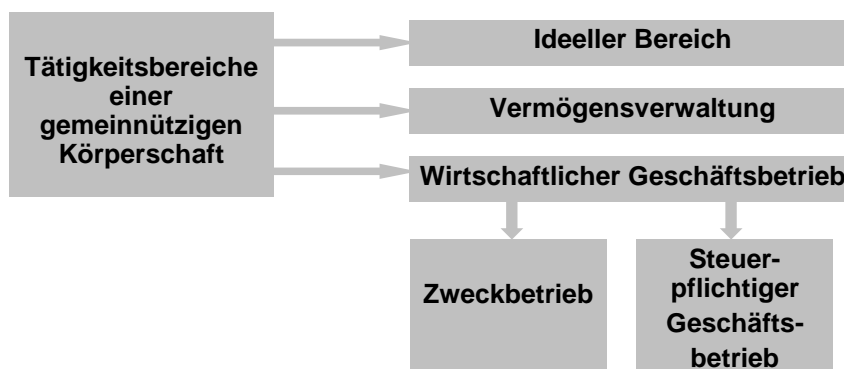 Tätigkeitsbereiche
einer
gemeinnützigen
Körperschaft
Ideeller Bereich
Vermögensverwaltung
Wirtschaftlicher Geschäftsbetrieb
Zweckbetrieb
Steuer-
pflichtiger
Geschäfts-
betrieb